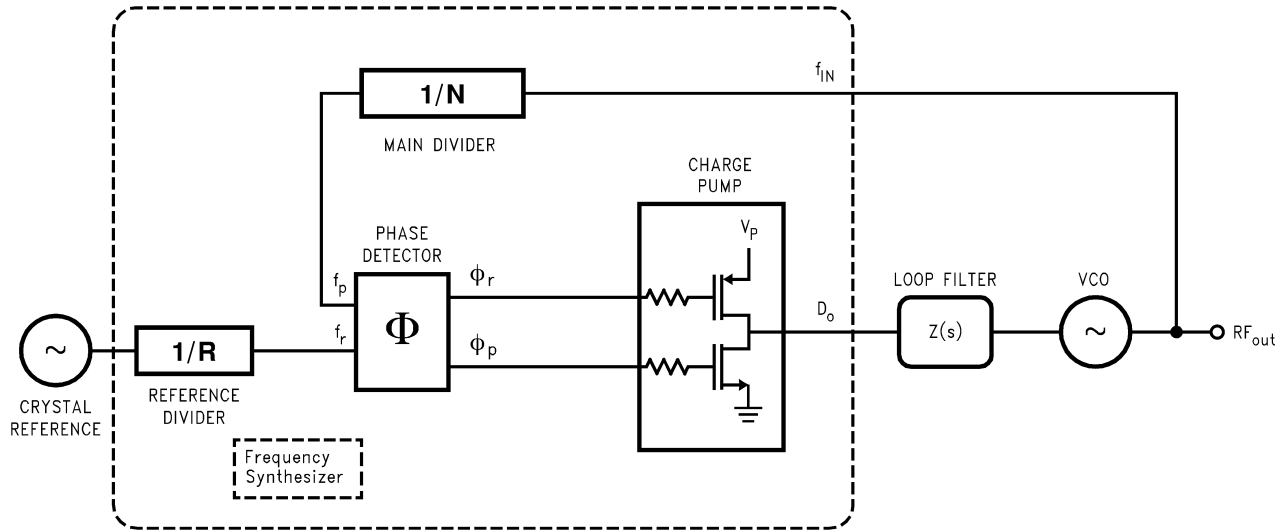 f_IN
1/N
MAIN DIVIDER
CHARGE
PUMP
V_P
PHASE
DETECTOR
f_p
ϕ_r
LOOP FILTER
VCO
f_r
Φ
D_o
Z(s)
~
RF_out
~
1/R
ϕ_p
CRYSTAL
REFERENCE
REFERENCE
DIVIDER
Frequency
Synthesizer